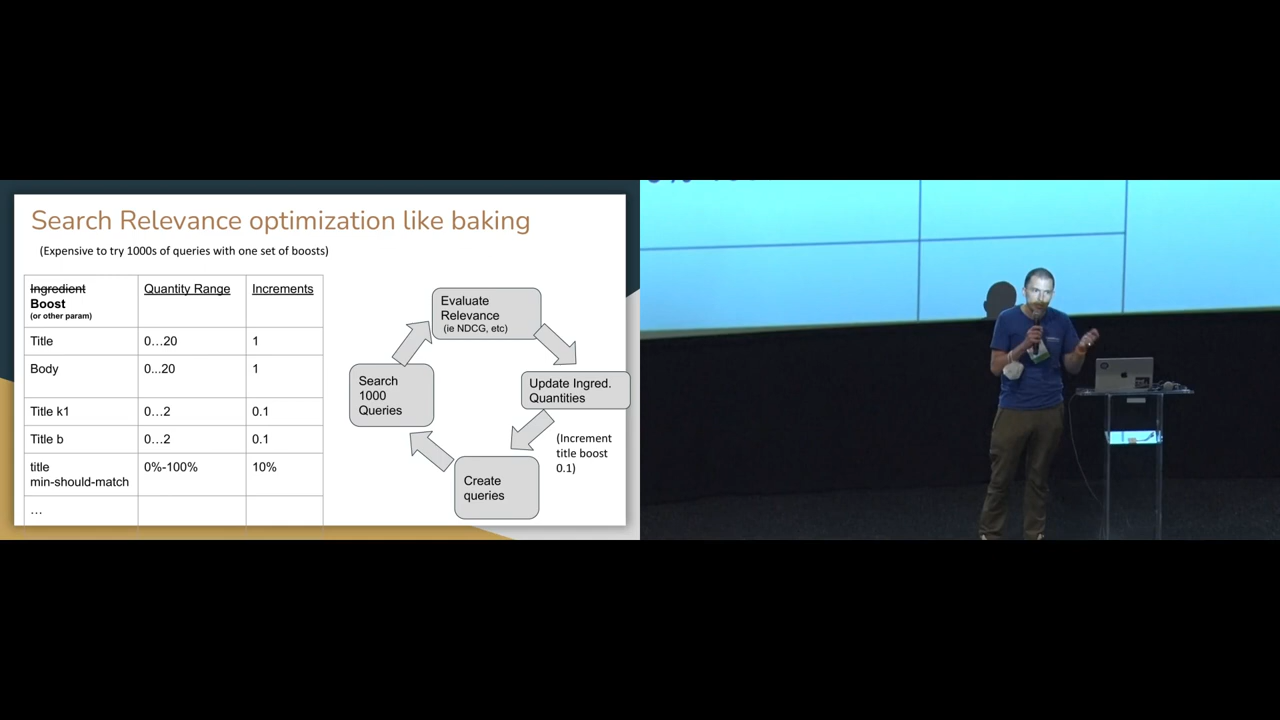 Search Relevance optimization like baking
(Expensive to try 1000s of queries with one set of boosts)
Ingredient
Boost
(or other param)
Quantity Range
Increments
Title
0…20
1
Body
0...20
1
Title k1
0…2
0.1
Title b
0…2
0.1
title
min-should-match
0%-100%
10%
…
Evaluate
Relevance
(ie NDCG, etc)
Update Ingred.
Quantities
(Increment
title boost
0.1)
Create
queries
Search
1000
Queries